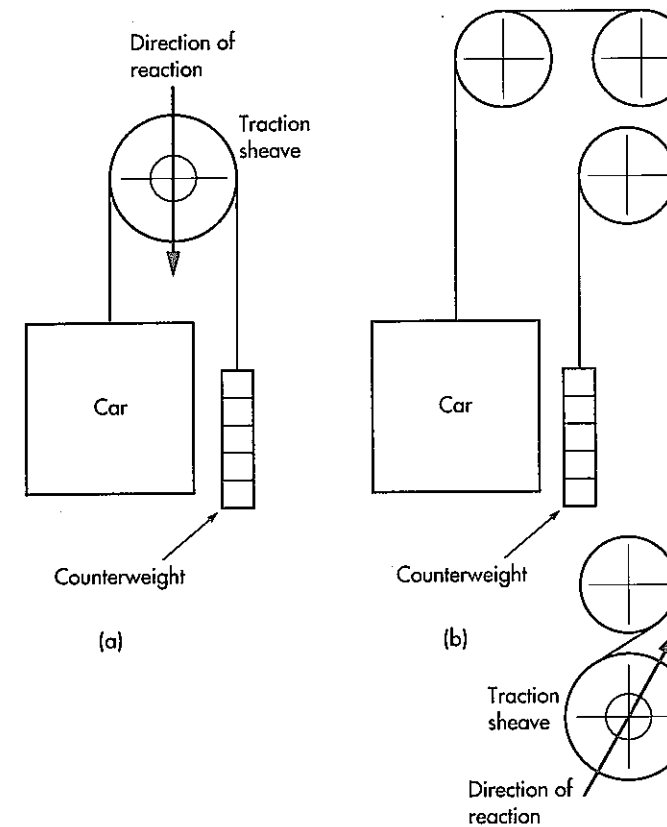 Direction of
reaction
Traction
sheave
Car
Counterweight
(a)
Car
Counterweight
(b)
Traction
sheave
Direction of
reaction